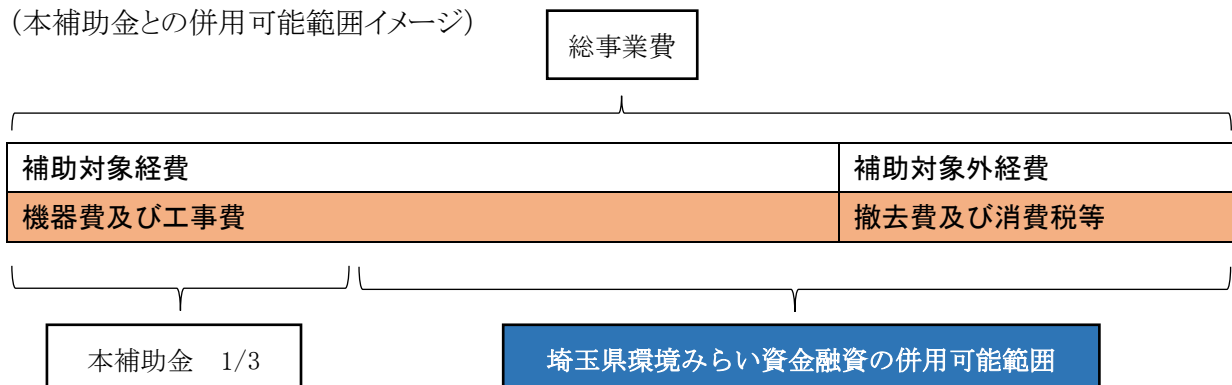 （本補助金との併用可能範囲イメージ）
総事業費
補助対象経費 補助対象外経費
機器費及び工事費 撤去費及び消費税等
本補助金　1/3 埼玉県環境みらい資金融資の併用可能範囲